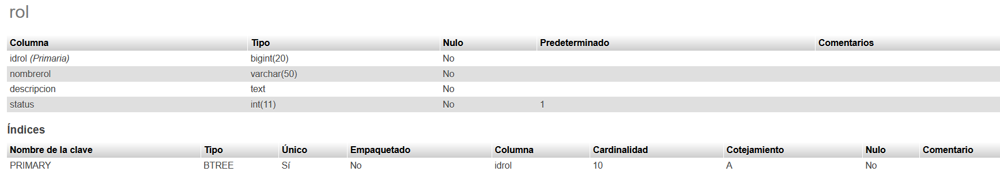 rol
Columna Tipo Nulo Predeterminado Comentarios
idrol (Primaria) bigint(20) No
nombrerol varchar(50) No
descripcion text No
status int(11) No 1
Índices
Nombre de la clave Tipo Único Empaquetado Columna Cardinalidad Cotejamiento Nulo Comentario
PRIMARY BTREE Sí No idrol 10 A No